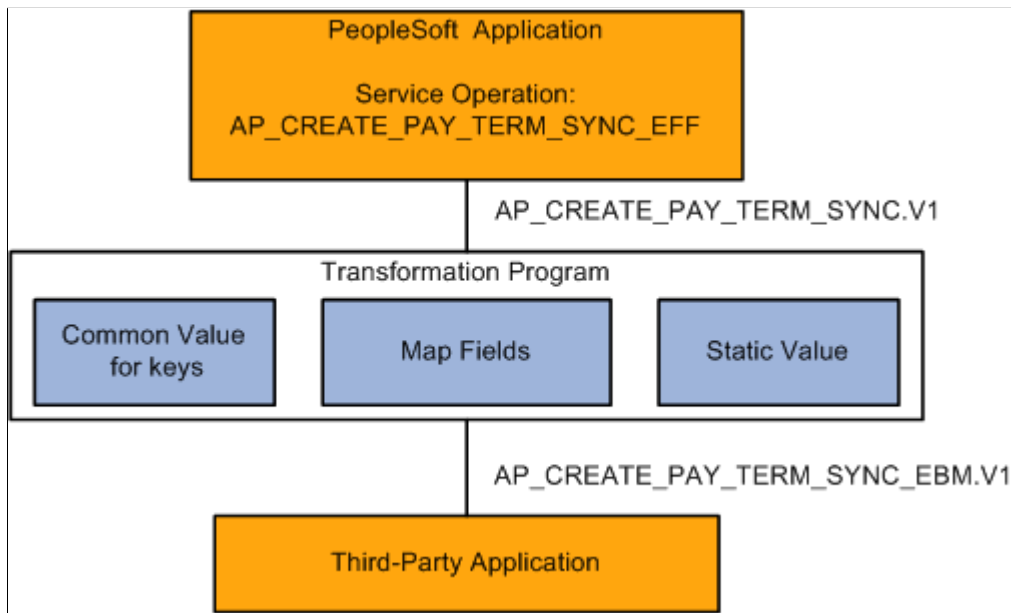 PeopleSoft Application
Service Operation:
AP_CREATE_PAY_TERM_SYNC_EFF
AP_CREATE_PAY_TERM_SYNC.V1
Transformation Program
Common Value
for keys
Map Fields
Static Value
AP_CREATE_PAY_TERM_SYNC_EBM.V1
Third-Party Application